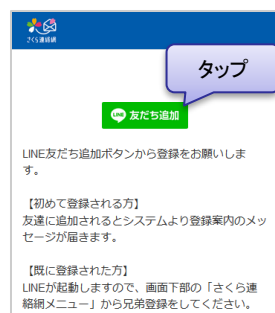 さくら連絡網
タップ
LINE 友だち追加
LINE友だち追加ボタンから登録をお願いしま
す。
【初めて登録される方】
友達に追加されるとシステムより登録案内のメッ
セージが届きます。
【既に登録された方】
LINEが起動しますので、画面下部の「さくら連
絡網メニュー」から兄弟登録をしてください。